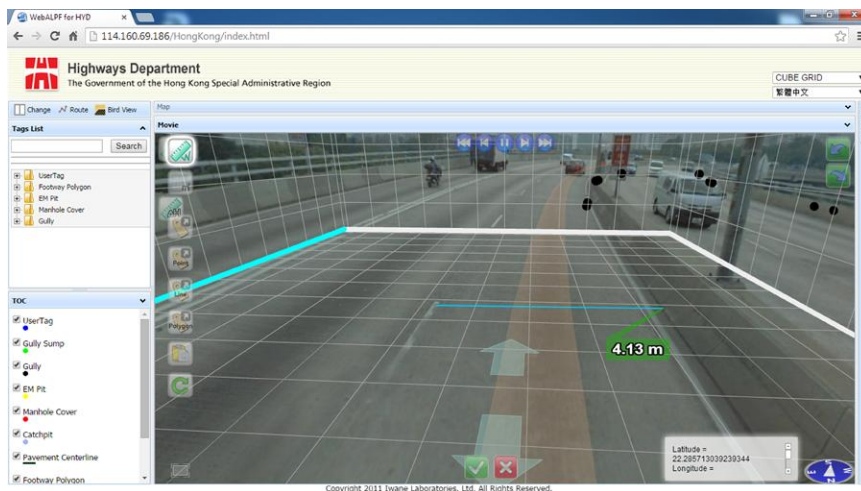 WebALPF for HYD
114.160.69.186/HongKong/index.html
Highways Department
The Government of the Hong Kong Special Administrative Region
CUBE GRID
繁體中文
Change Route Bird View
Map
Tags List
Movie
Search
UserTag
Footway Polygon
EM Pit
Manhole Cover
Gully
Point
Line
Polygon
TOC
UserTag
Gully Sump
Gully
EM Pit
Manhole Cover
Catchpit
Pavement Centerline
Footway Polygon
4.13 m
Latitude =
22.285713039239344
Longitude =
Copyright 2011 Iwane Laboratories, Ltd. All Rights Reserved.